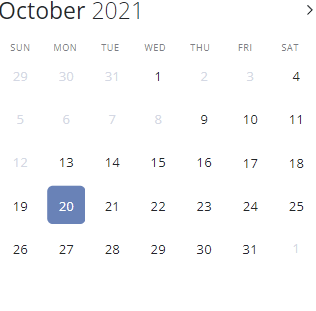 October 2021
SUN MON TUE WED THU FRI SAT
29 30 31 1 2 3 4
5 6 7 8 9 10 11
12 13 14 15 16 17 18
19 20 21 22 23 24 25
26 27 28 29 30 31 1